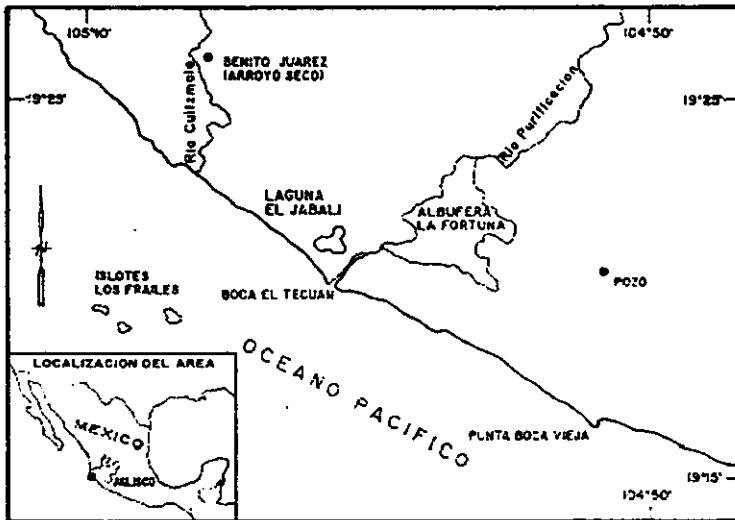 105°10'
104°50'
BENITO JUAREZ
(ARROYO SECO)
19°25'
19°25'
Rio Cuitzmala
Rio Purificacion
LAGUNA
EL JABALI
ALBUFERA
LA FORTUNA
ISLOTES
LOS FRAILES
BOCA EL TECUAN
POZO
OCEANO PACIFICO
PUNTA BOCA VIEJA
LOCALIZACION DEL AREA
MEXICO
JALISCO
19°15'
104°50'